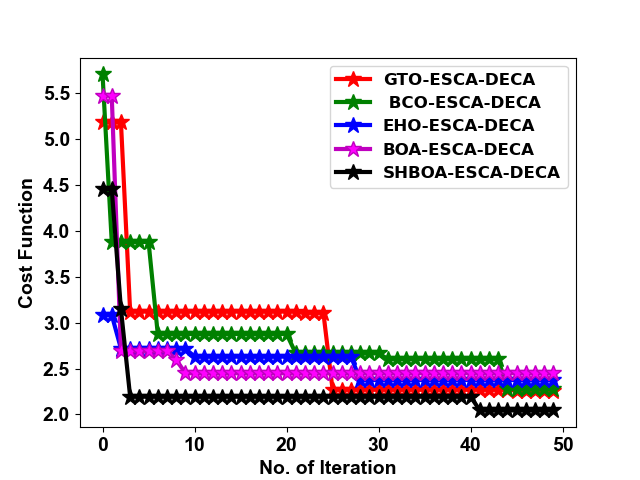 GTO-ESCA-DECA
BCO-ESCA-DECA
EHO-ESCA-DECA
BOA-ESCA-DECA
SHBOA-ESCA-DECA
Cost Function
5.5
5.0
4.5
4.0
3.5
3.0
2.5
2.0
0 10 20 30 40 50
No. of Iteration